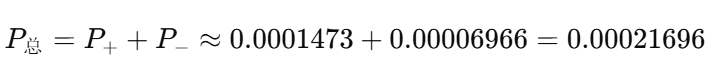 P总 = P+ + P− ≈ 0.0001473 + 0.00006966 = 0.00021696